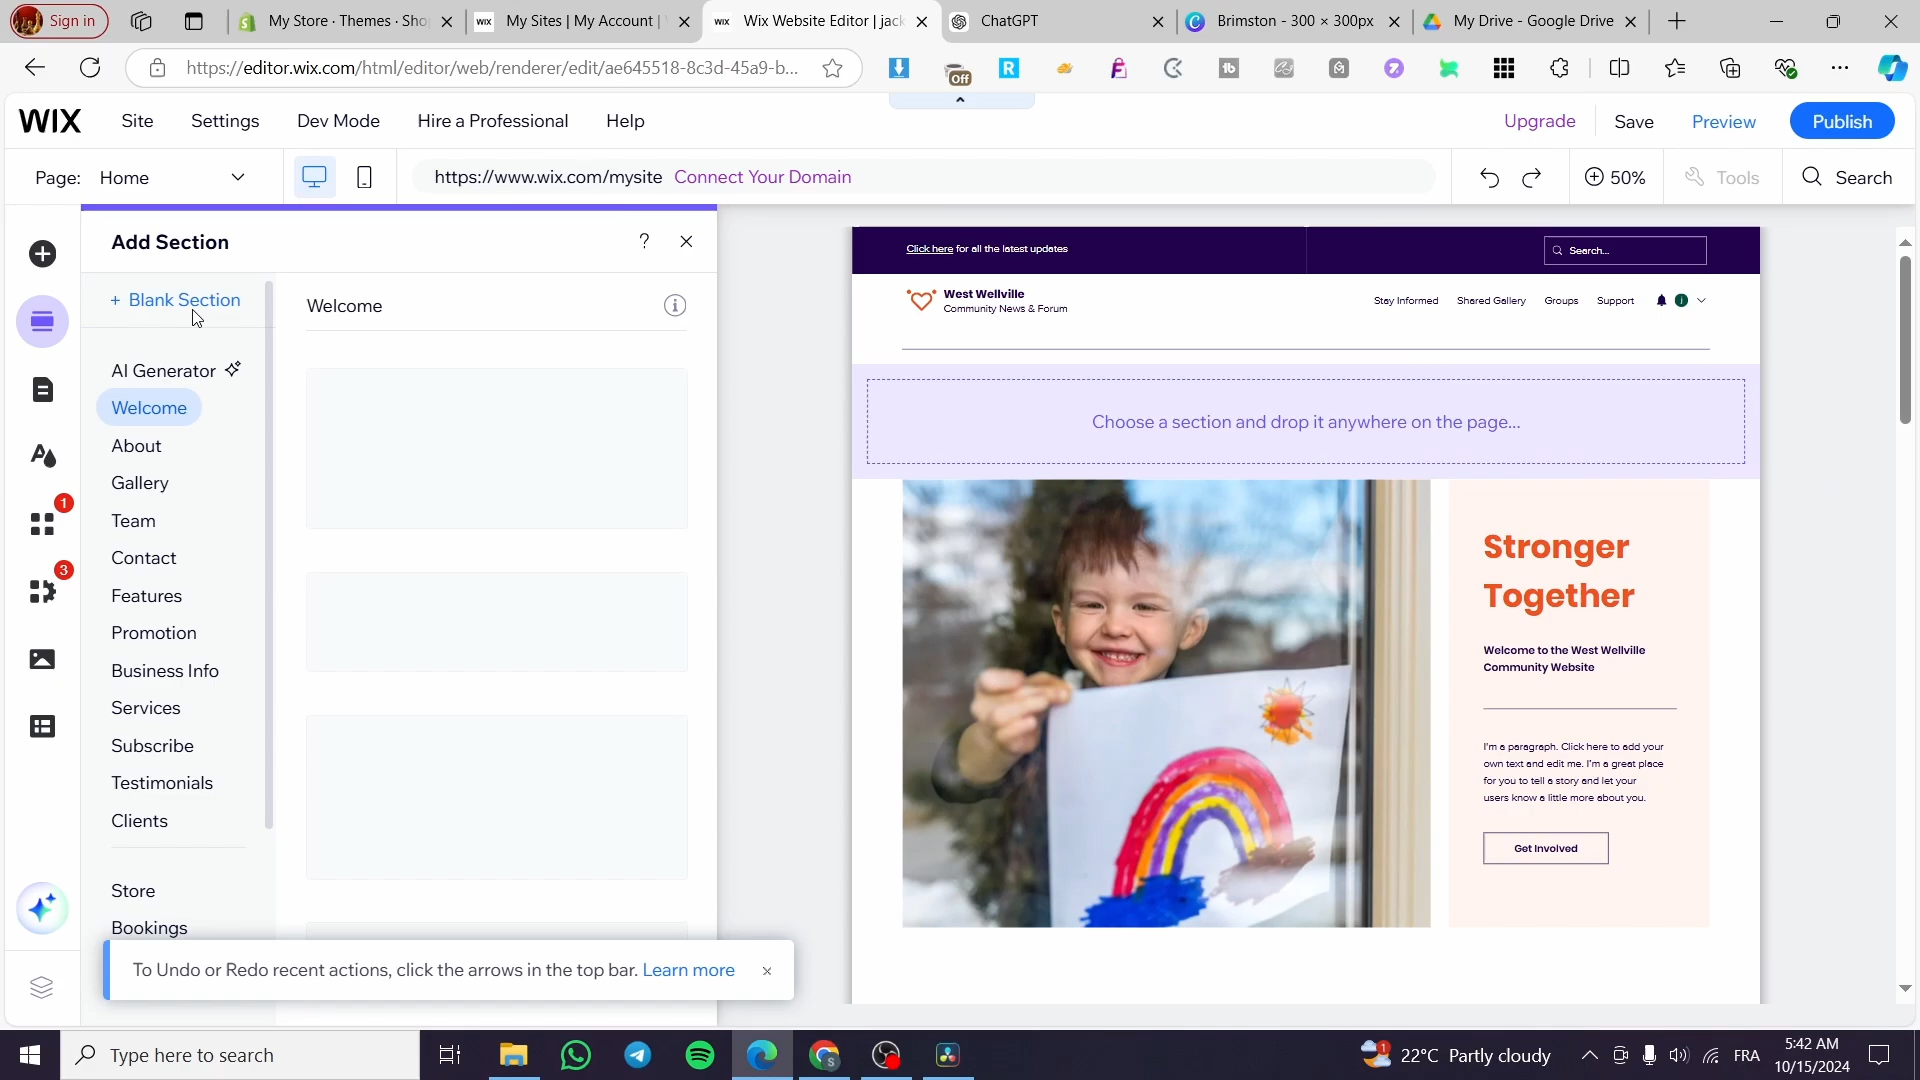 Sign in
My Store · Themes · Sho
My Sites | My Account |
Wix Website Editor | jack
ChatGPT
Brimston - 300 × 300px
My Drive - Google Drive
https://editor.wix.com/html/editor/web/renderer/edit/ae645518-8c3d-45a9-b...
Off
WIX
Site
Settings
Dev Mode
Hire a Professional
Help
Upgrade
Save
Preview
Publish
Page: Home
https://www.wix.com/mysite Connect Your Domain
50%
Tools
Search
Add Section
?
+ Blank Section
AI Generator
Welcome
About
Gallery
Team
Contact
Features
Promotion
Business Info
Services
Subscribe
Testimonials
Clients
Store
Bookings
Welcome
1
3
To Undo or Redo recent actions, click the arrows in the top bar. Learn more
Click here for all the latest updates
Search...
West Wellville
Community News & Forum
Stay Informed
Shared Gallery
Groups
Support
j
Choose a section and drop it anywhere on the page...
Stronger
Together
Welcome to the West Wellville
Community Website
I'm a paragraph. Click here to add your
own text and edit me. I'm a great place
for you to tell a story and let your
users know a little more about you.
Get Involved
Type here to search
1
22°C Partly cloudy
FRA
5:42 AM
10/15/2024